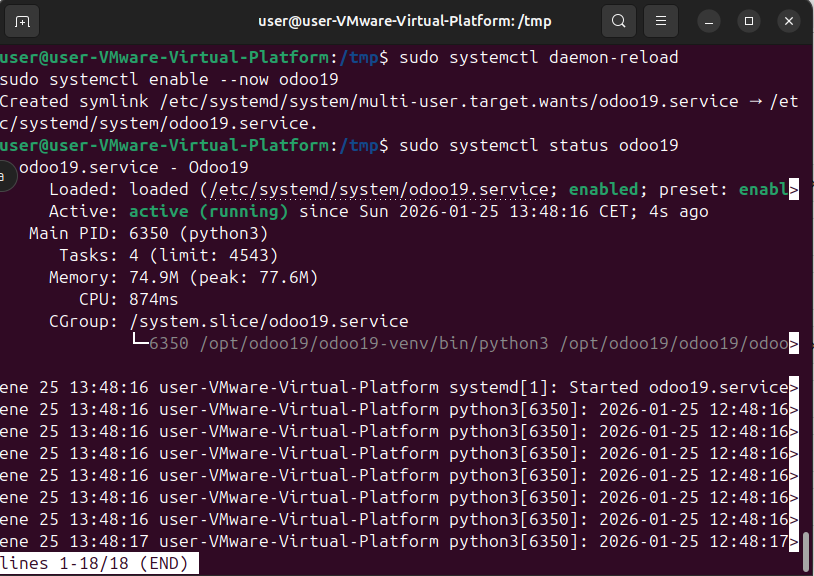 user@user-VMware-Virtual-Platform: /tmp
user@user-VMware-Virtual-Platform:/tmp$ sudo systemctl daemon-reload
sudo systemctl enable --now odoo19
Created symlink /etc/systemd/system/multi-user.target.wants/odoo19.service → /et
c/systemd/system/odoo19.service.
user@user-VMware-Virtual-Platform:/tmp$ sudo systemctl status odoo19
a
odoo19.service - Odoo19
Loaded: loaded (/etc/systemd/system/odoo19.service; enabled; preset: enabl>
Active: active (running) since Sun 2026-01-25 13:48:16 CET; 4s ago
Main PID: 6350 (python3)
Tasks: 4 (limit: 4543)
Memory: 74.9M (peak: 77.6M)
CPU: 874ms
CGroup: /system.slice/odoo19.service
└─6350 /opt/odoo19/odoo19-venv/bin/python3 /opt/odoo19/odoo19/odoo>
ene 25 13:48:16 user-VMware-Virtual-Platform systemd[1]: Started odoo19.service>
ene 25 13:48:16 user-VMware-Virtual-Platform python3[6350]: 2026-01-25 12:48:16>
ene 25 13:48:16 user-VMware-Virtual-Platform python3[6350]: 2026-01-25 12:48:16>
ene 25 13:48:16 user-VMware-Virtual-Platform python3[6350]: 2026-01-25 12:48:16>
ene 25 13:48:16 user-VMware-Virtual-Platform python3[6350]: 2026-01-25 12:48:16>
ene 25 13:48:16 user-VMware-Virtual-Platform python3[6350]: 2026-01-25 12:48:16>
ene 25 13:48:16 user-VMware-Virtual-Platform python3[6350]: 2026-01-25 12:48:16>
ene 25 13:48:17 user-VMware-Virtual-Platform python3[6350]: 2026-01-25 12:48:17>
lines 1-18/18 (END)